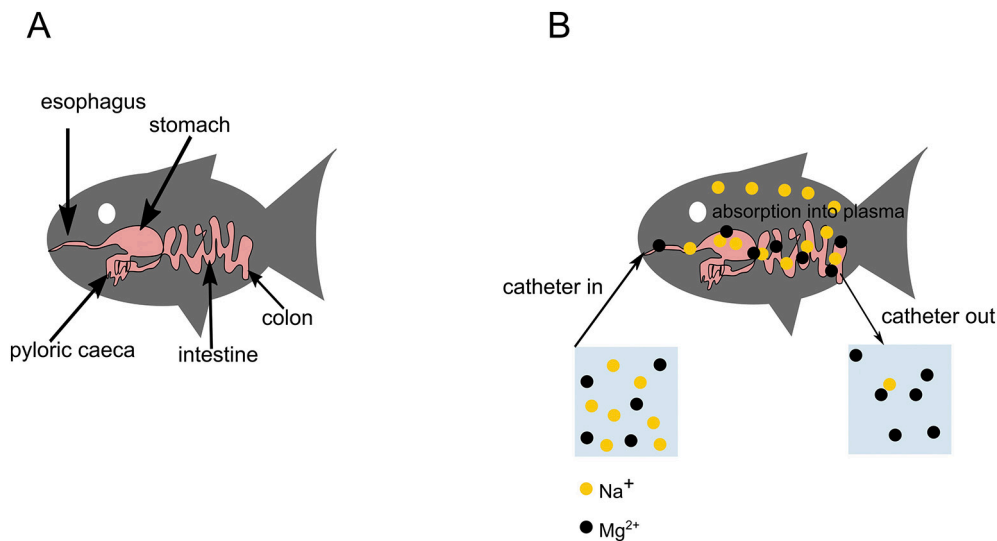 A
esophagus
stomach
pyloric caeca
intestine
colon
B
absorption into plasma
catheter in
catheter out
Na⁺
Mg²⁺